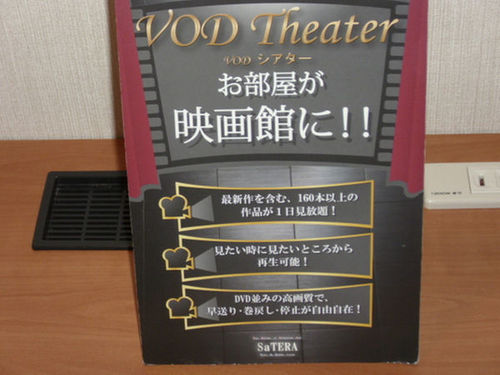 VOD Theater
VOD シアター
お部屋が
映画館に!!
最新作を含む、160本以上の
作品が1日見放題!
見たい時に見たいところから
再生可能!
DVD並みの高画質で、
早送り・巻戻し・停止が自由自在!
SaTERA